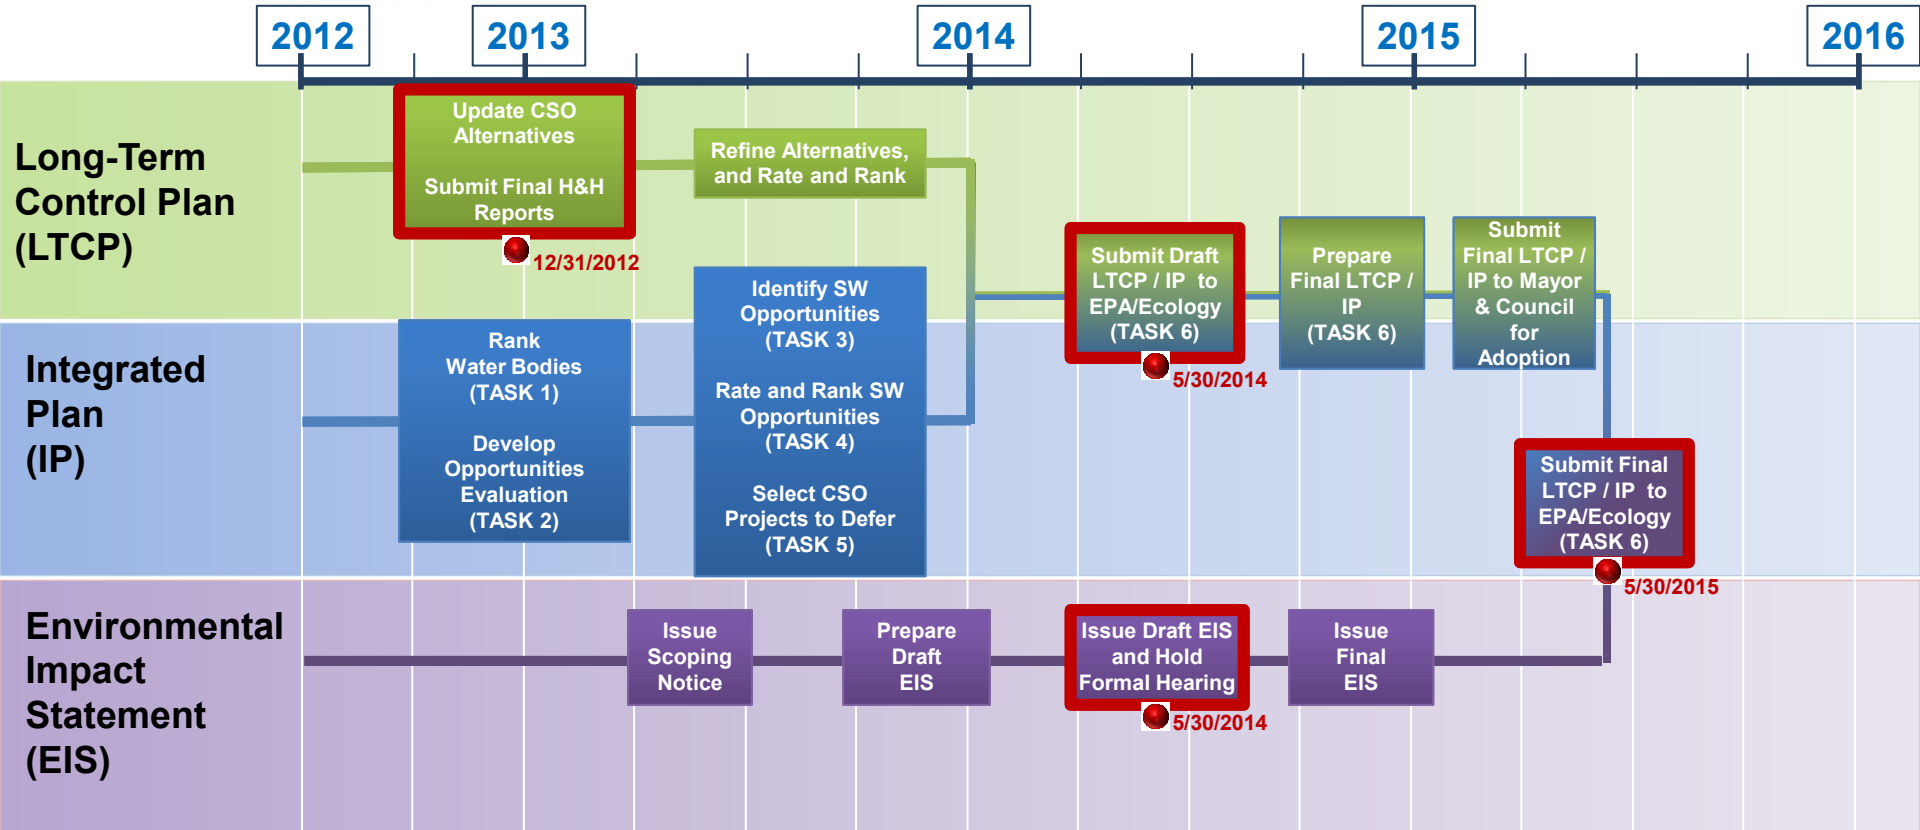 2012
2013
2014
2015
2016
Long-Term
Control Plan
(LTCP)
Update CSO
Alternatives
Submit Final H&H
Reports
12/31/2012
Refine Alternatives,
and Rate and Rank
Submit Draft
LTCP / IP to
EPA/Ecology
(TASK 6)
5/30/2014
Prepare
Final LTCP /
IP
(TASK 6)
Submit
Final LTCP /
IP to Mayor
& Council
for
Adoption
Integrated
Plan
(IP)
Rank
Water Bodies
(TASK 1)
Develop
Opportunities
Evaluation
(TASK 2)
Identify SW
Opportunities
(TASK 3)
Rate and Rank SW
Opportunities
(TASK 4)
Select CSO
Projects to Defer
(TASK 5)
Submit Final
LTCP / IP to
EPA/Ecology
(TASK 6)
5/30/2015
Environmental
Impact
Statement
(EIS)
Issue
Scoping
Notice
Prepare
Draft
EIS
Issue Draft EIS
and Hold
Formal Hearing
5/30/2014
Issue
Final
EIS